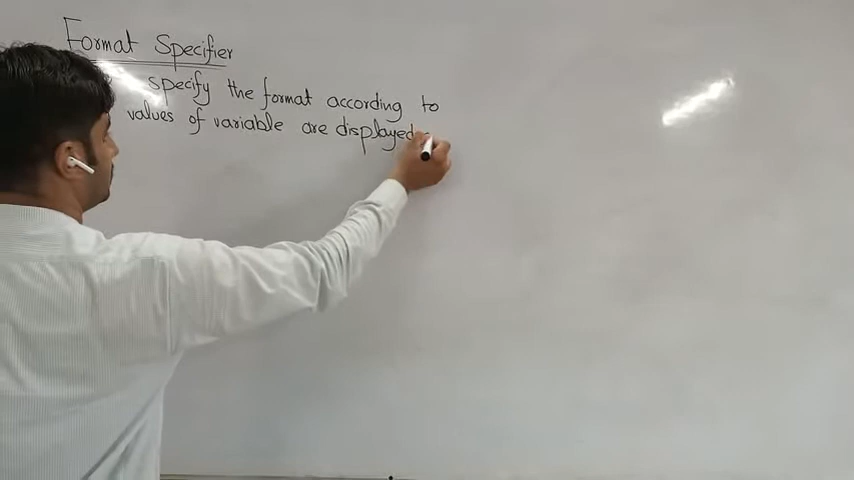 Format Specifier
specify the format according to
values of variable are displayed